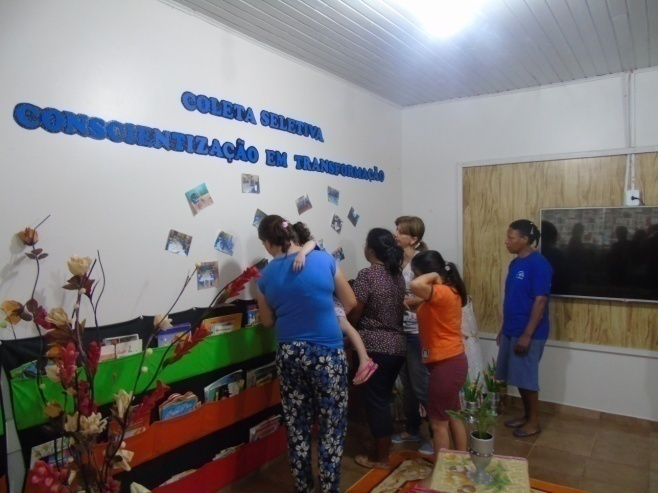 COLETA SELETIVA
CONSCIENTIZAÇÃO EM TRANSFORMAÇÃO